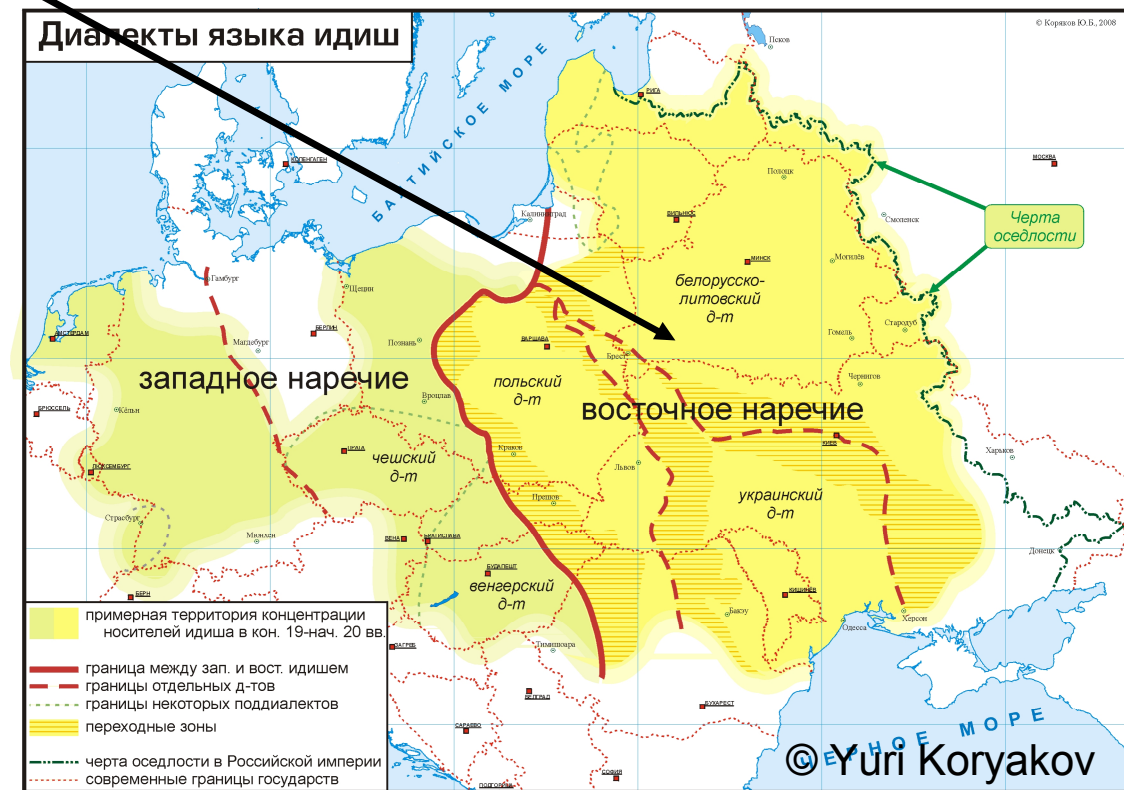 Диалекты языка идиш
© Коряков Ю.Б., 2008
Псков
РИГА
БАЛТИЙСКОЕ МОРЕ
КОПЕНГАГЕН
МОСКВА
Полоцк
Калининград
ВИЛЬНЮС
Смоленск
Черта
оседлости
МИНСК
Могилёв
белорусско-
литовский
д-т
Гамбург
Щецин
АМСТЕРДАМ
БЕРЛИН
Магдебург
Познань
ВАРШАВА
Брест
Гомель
Стародуб
западное наречие
польский
д-т
Чернигов
восточное наречие
БРЮССЕЛЬ
Кёльн
Вроцлав
КИЕВ
ПРАГА
чешский
д-т
Краков
Львов
Харьков
ЛЮКСЕМБУРГ
украинский
д-т
Прешов
Страсбург
Мюнхен
ВЕНА
БРАТИСЛАВА
Донецк
БУДАПЕШТ
венгерский
д-т
БЕРН
КИШИНЁВ
Бакэу
Одесса
Херсон
ЗАГРЕБ
Тимишоара
БЕЛГРАД
БУХАРЕСТ
САРАЕВО
СОФИЯ
ПОДГОРИЦА
ЧЕРНОЕ МОРЕ
примерная территория концентрации
носителей идиша в кон. 19-нач. 20 вв.
граница между зап. и вост. идишем
границы отдельных д-тов
границы некоторых поддиалектов
переходные зоны
черта оседлости в Российской империи
современные границы государств
© Yuri Koryakov